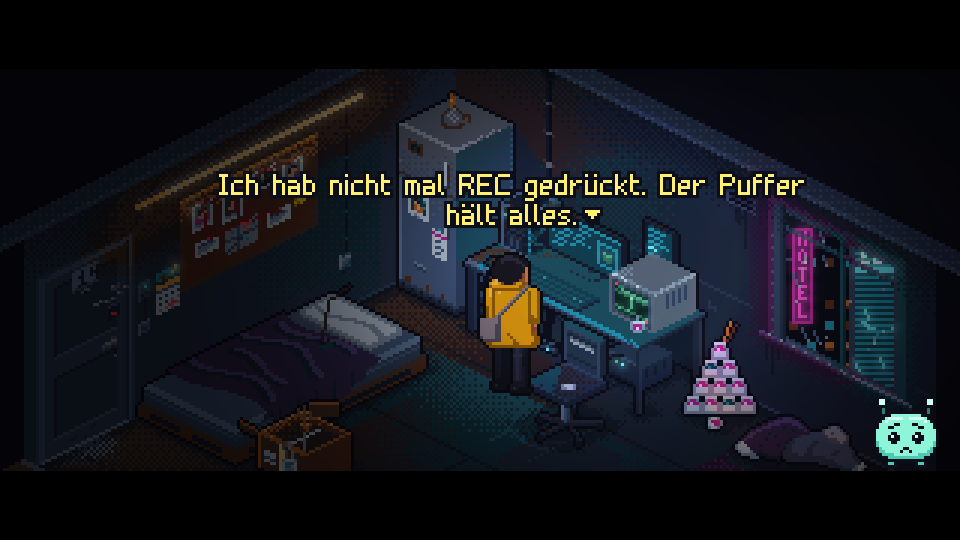 Ich hab nicht mal REC gedrückt. Der Puffer
hält alles.
HOTEL